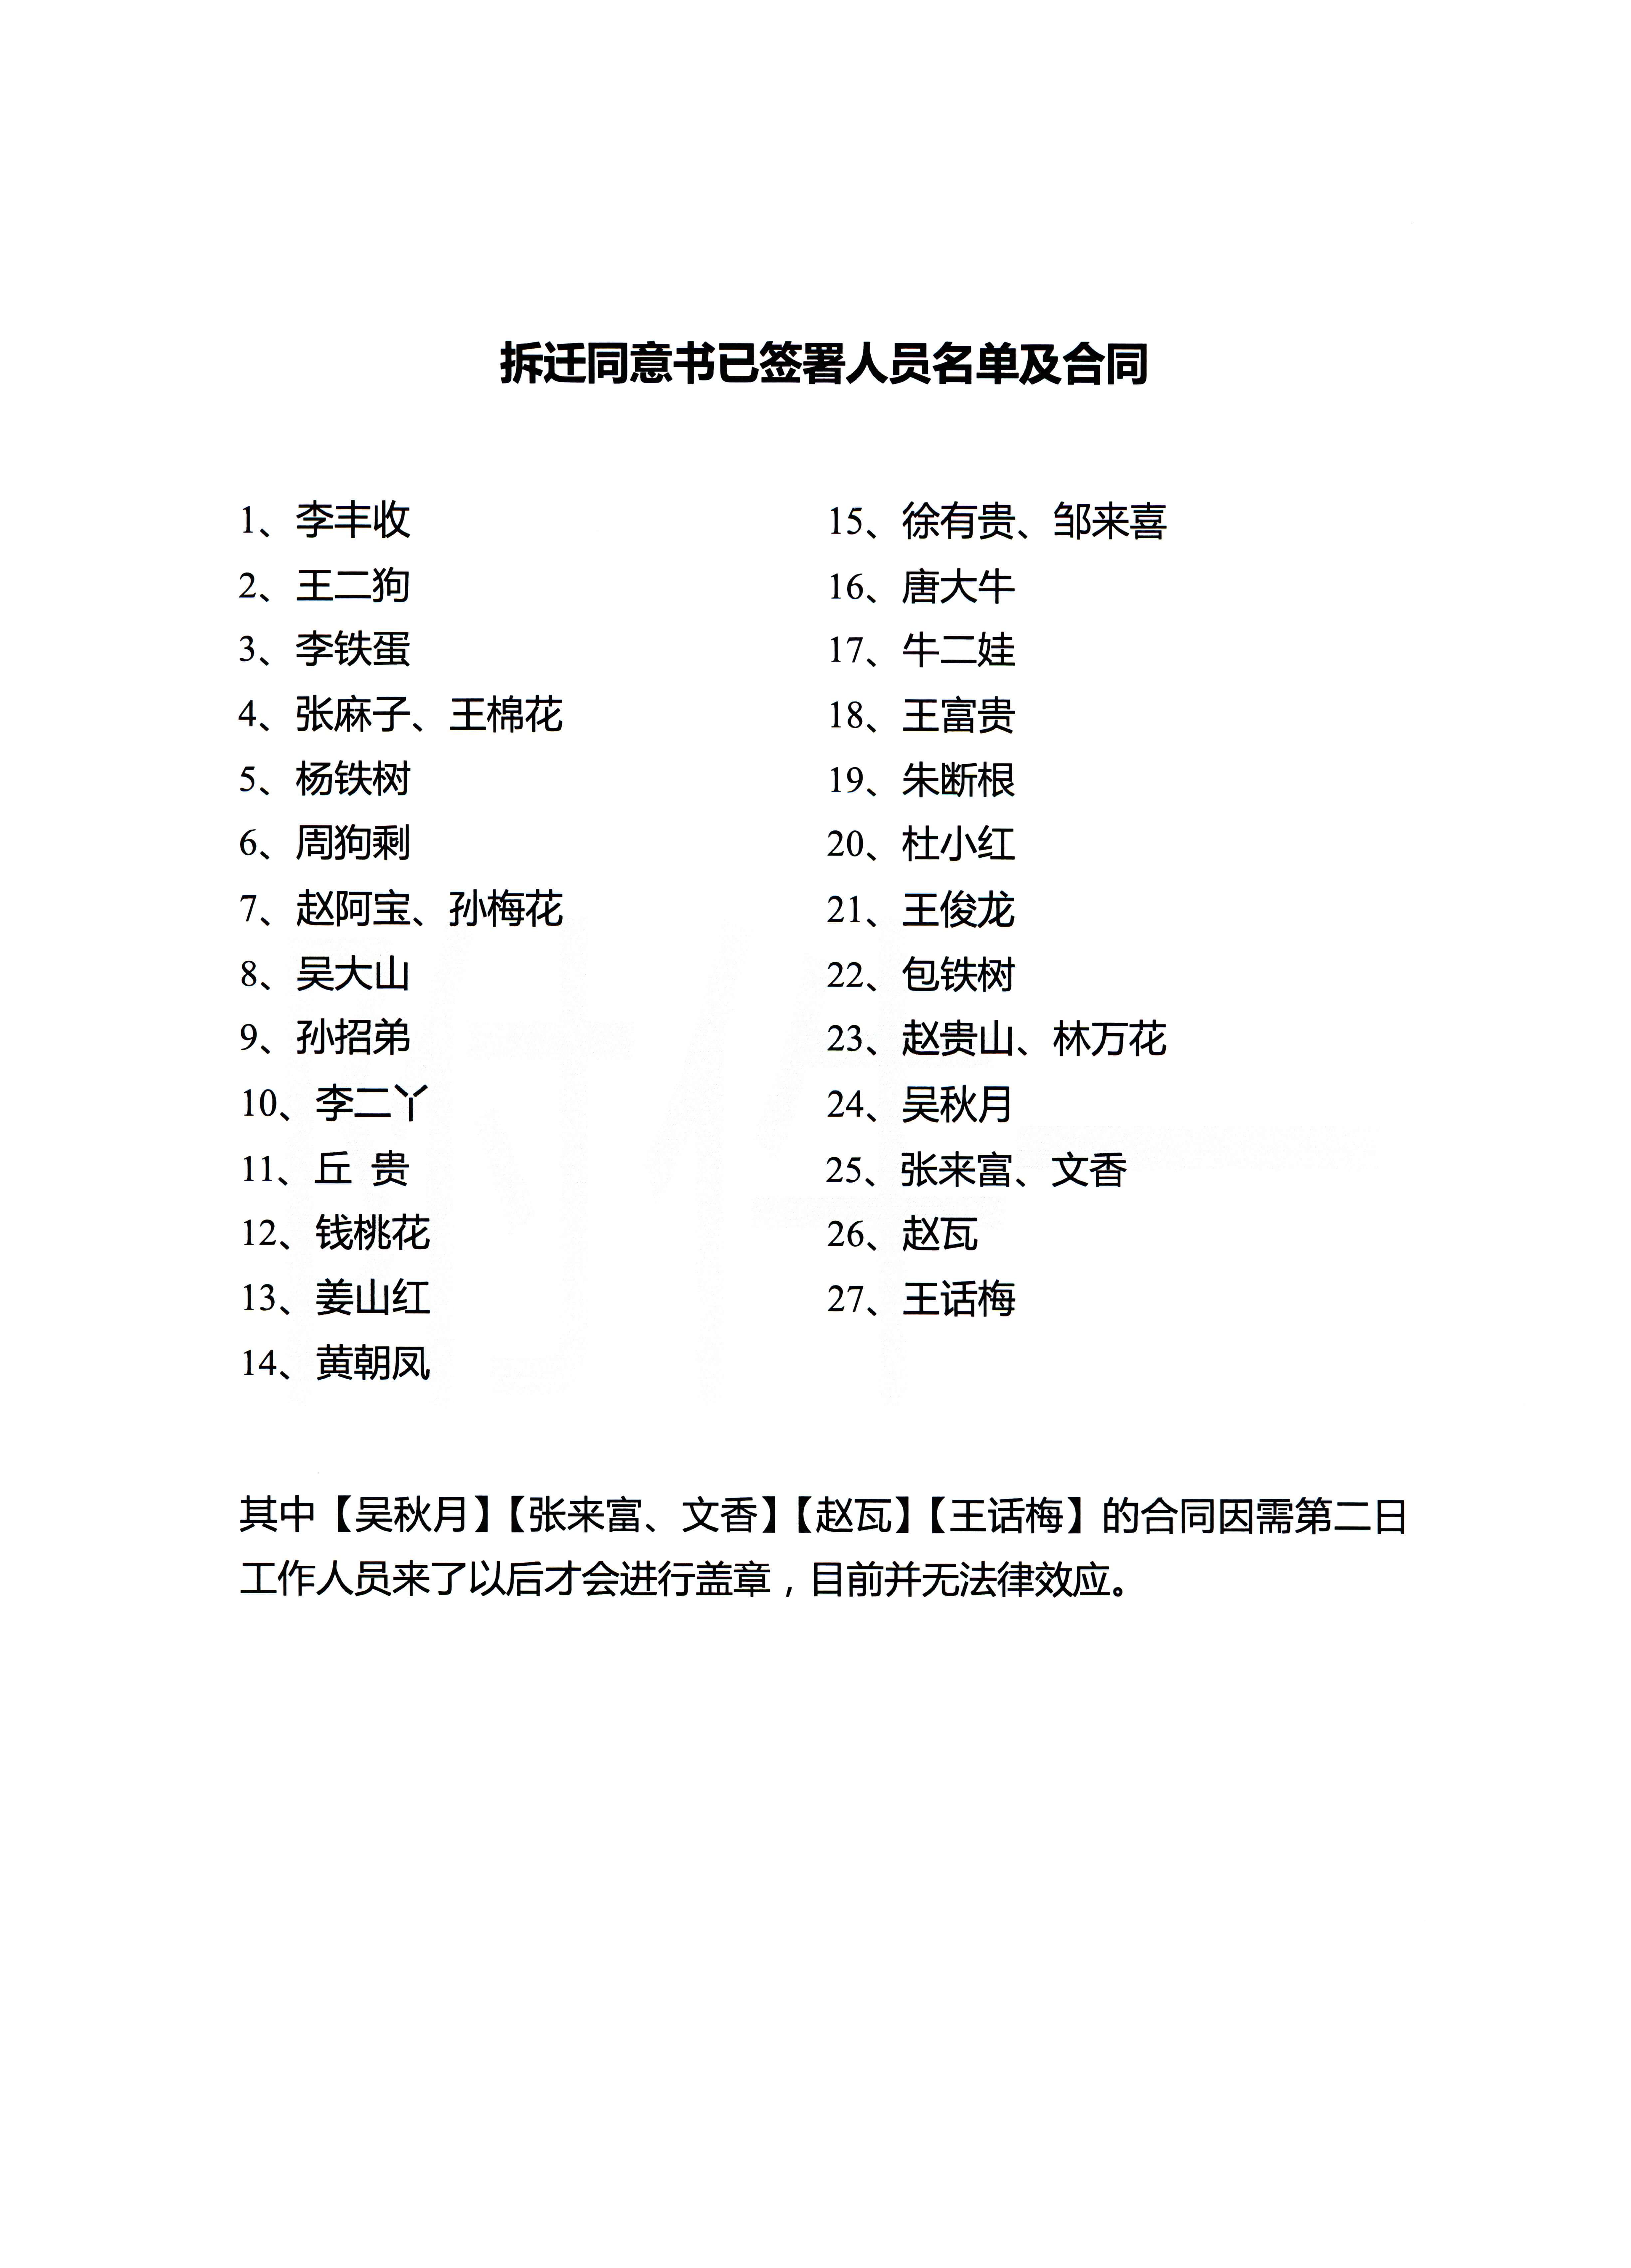 拆迁同意书已签署人员名单及合同
1、李丰收
2、王二狗
3、李铁蛋
4、张麻子、王棉花
5、杨铁树
6、周狗剩
7、赵阿宝、孙梅花
8、吴大山
9、孙招弟
10、李二丫
11、丘 贵
12、钱桃花
13、姜山红
14、黄朝凤
15、徐有贵、邹来喜
16、唐大牛
17、牛二娃
18、王富贵
19、朱断根
20、杜小红
21、王俊龙
22、包铁树
23、赵贵山、林万花
24、吴秋月
25、张来富、文香
26、赵瓦
27、王话梅
其中【吴秋月】【张来富、文香】【赵瓦】【王话梅】的合同因需第二日
工作人员来了以后才会进行盖章，目前并无法律效应。